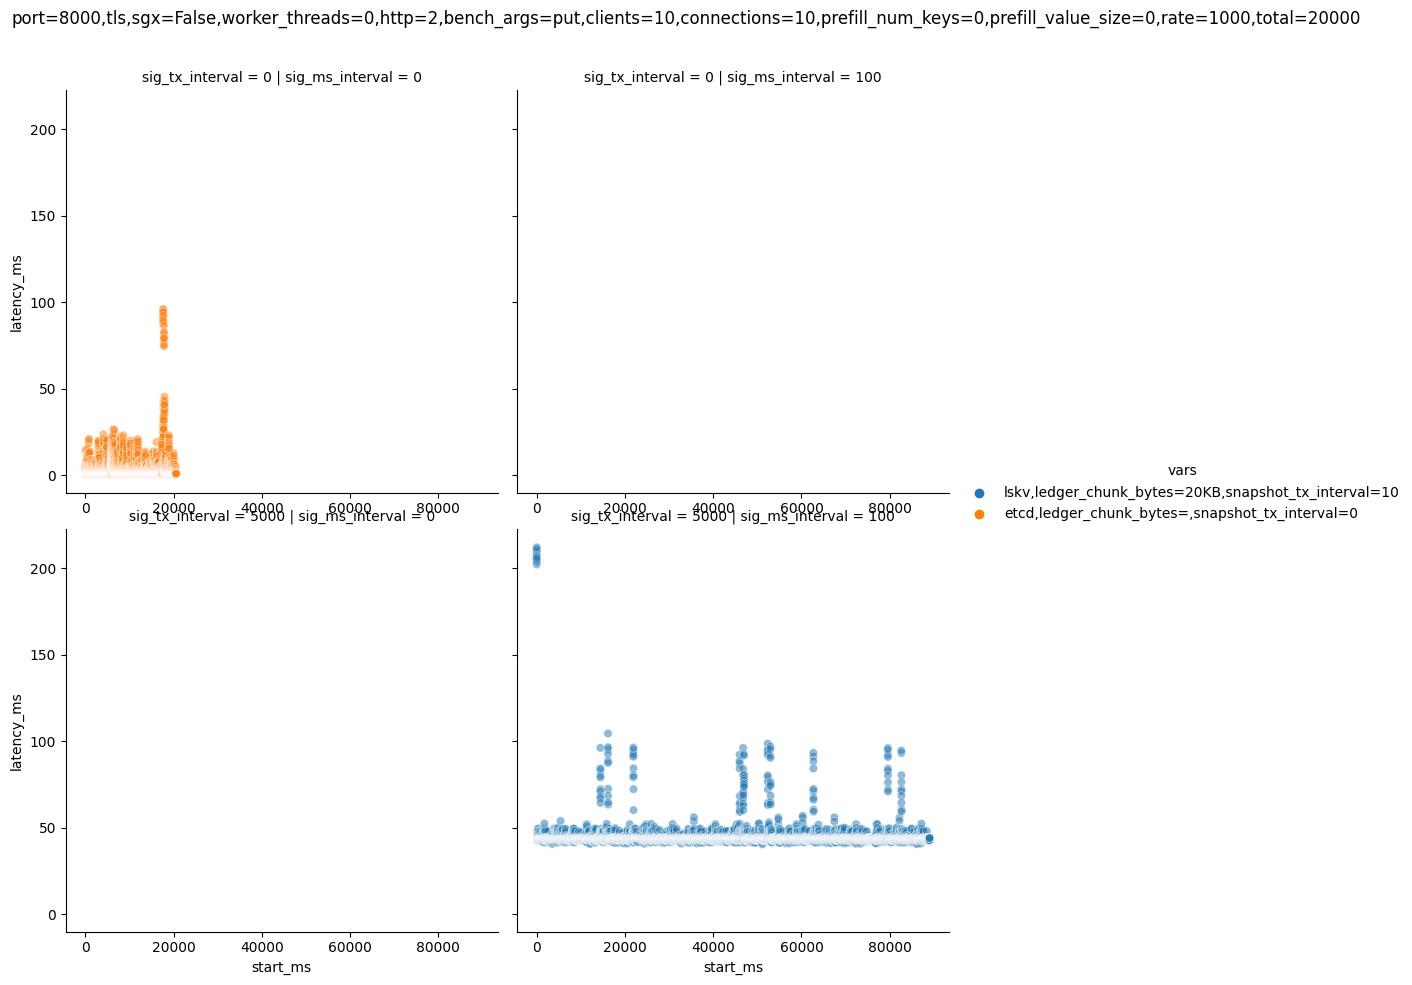 port=8000,tls,sgx=False,worker_threads=0,http=2,bench_args=put,clients=10,connections=10,prefill_num_keys=0,prefill_value_size=0,rate=1000,total=20000
sig_tx_interval = 0 | sig_ms_interval = 0
sig_tx_interval = 0 | sig_ms_interval = 100
200
150
100
50
0
latency_ms
0 20000 40000 60000 80000
0 20000 40000 60000 80000
vars
lskv,ledger_chunk_bytes=20KB,snapshot_tx_interval=10
etcd,ledger_chunk_bytes=,snapshot_tx_interval=0
sig_tx_interval = 5000 | sig_ms_interval = 0
sig_tx_interval = 5000 | sig_ms_interval = 100
200
150
100
50
0
latency_ms
0 20000 40000 60000 80000
0 20000 40000 60000 80000
start_ms
start_ms